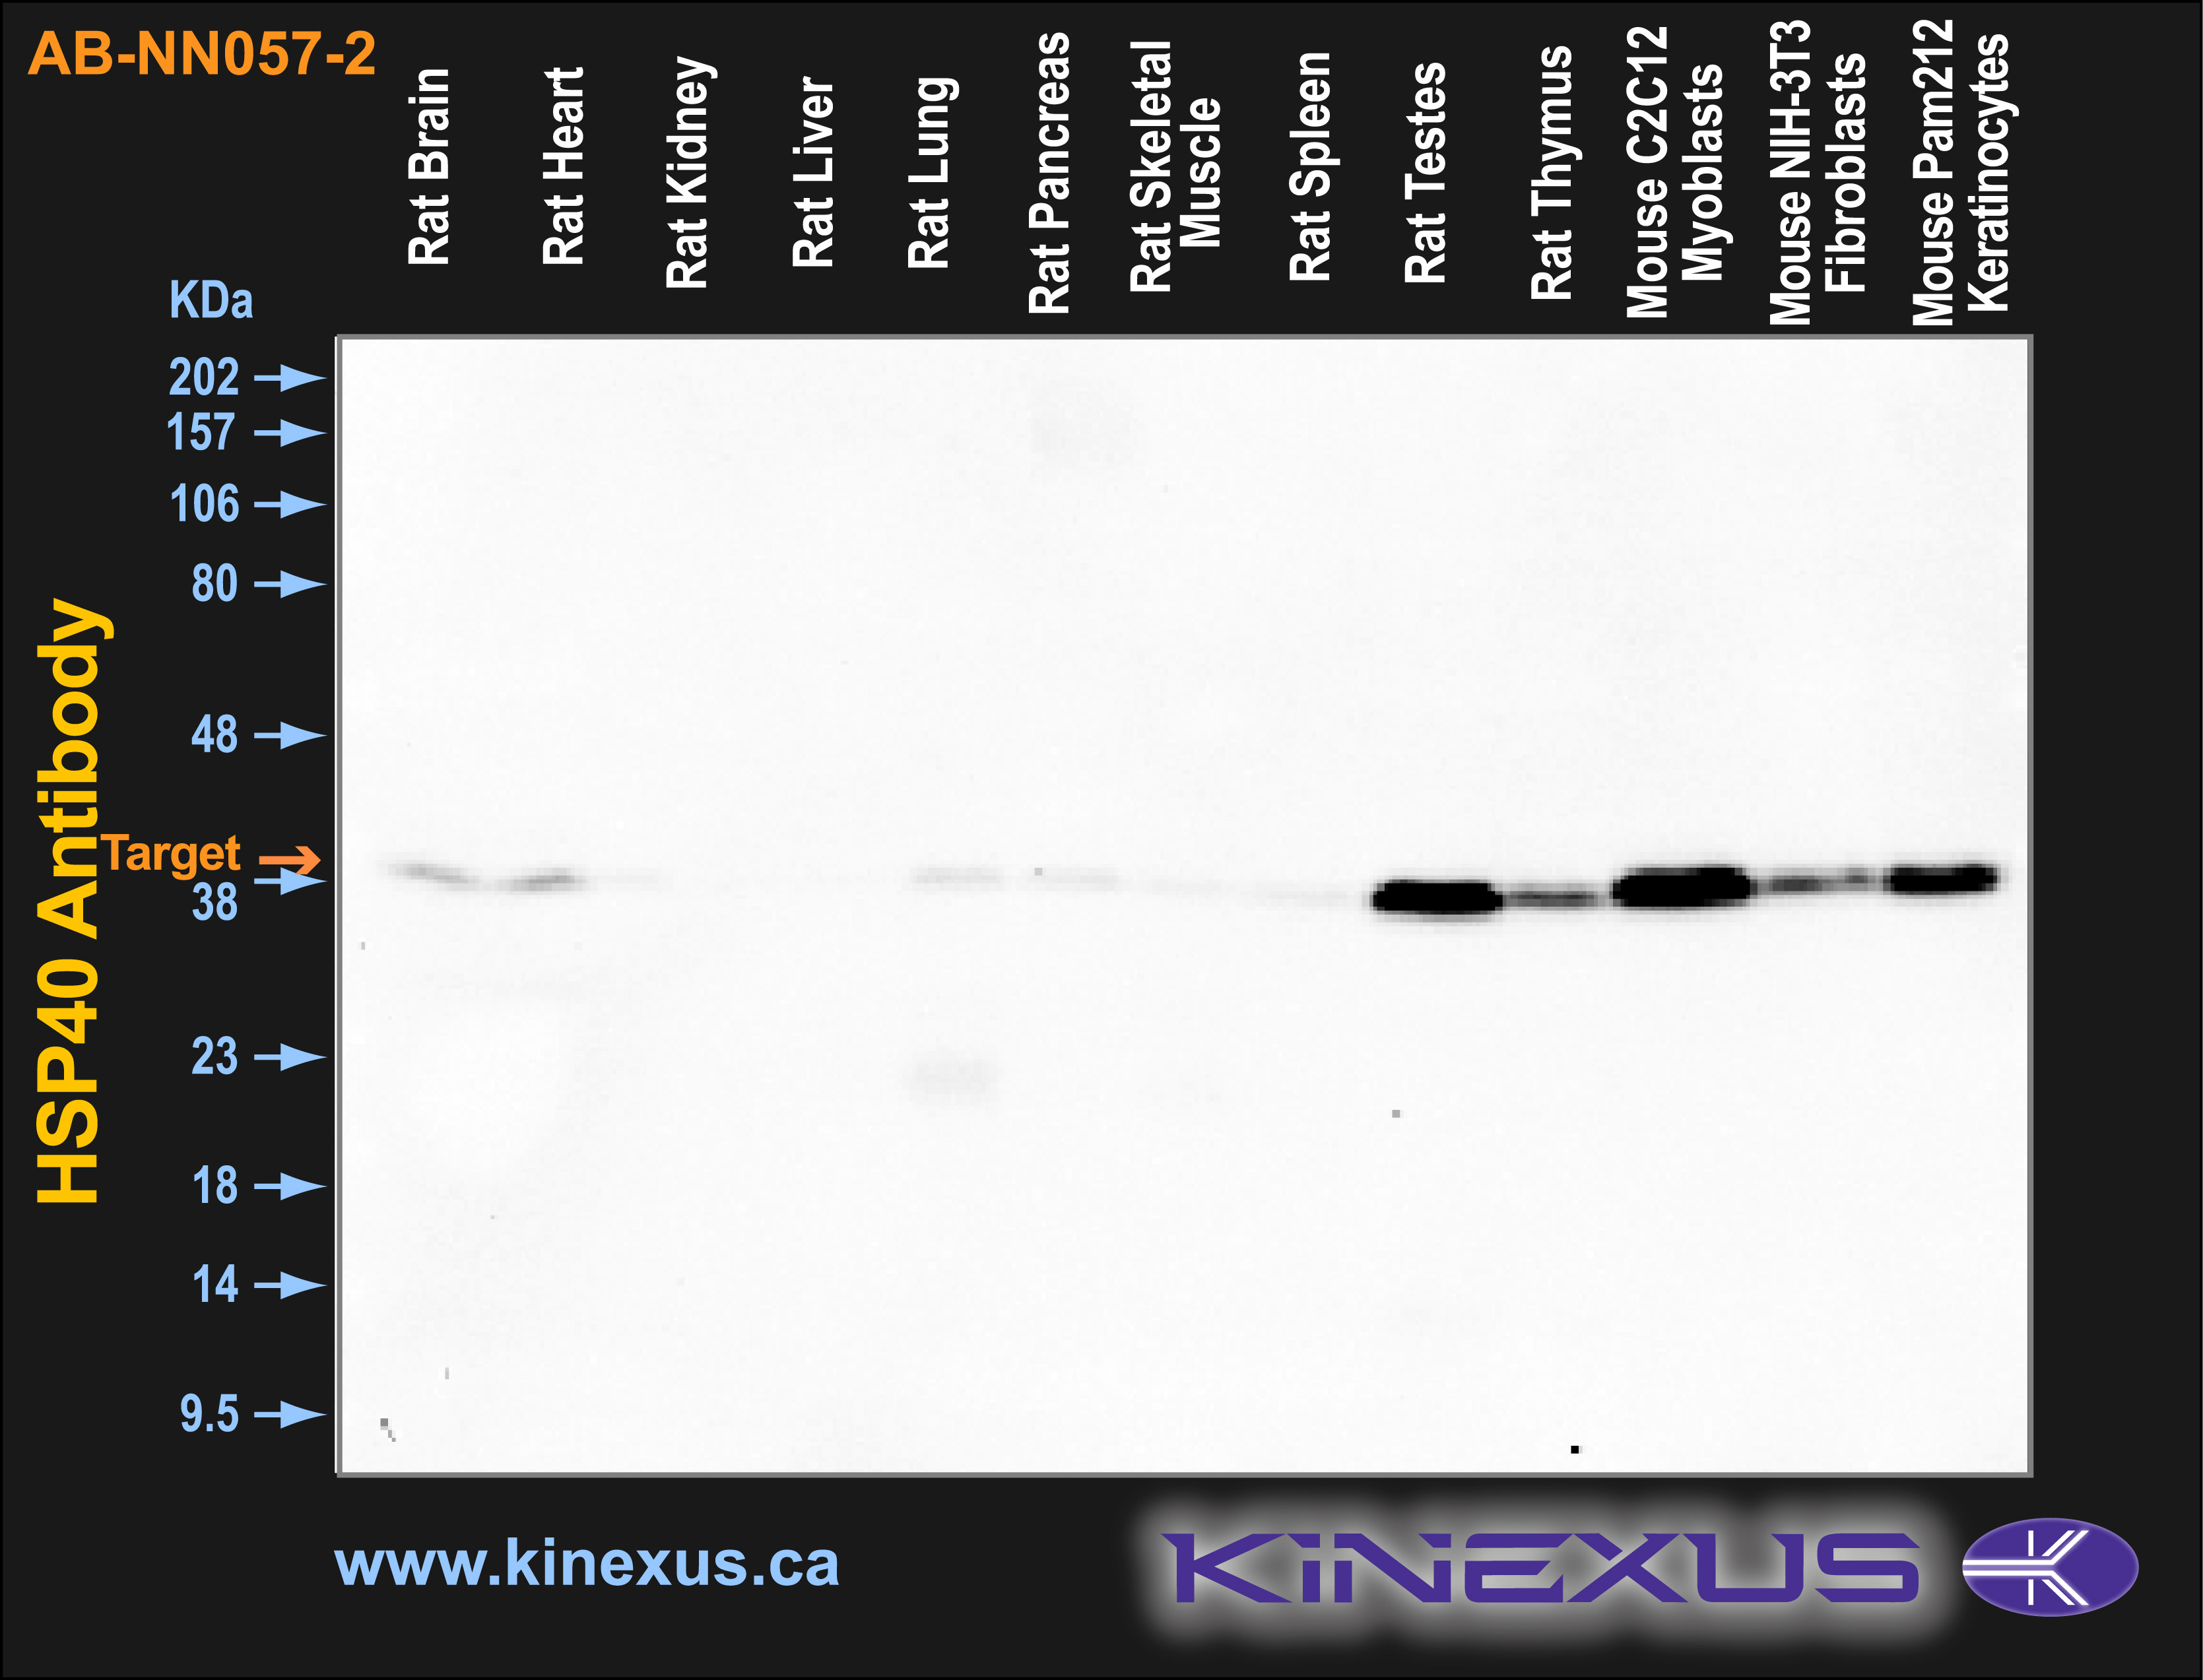 AB-NN057-2
Rat Brain
Rat Heart
Rat Kidney
Rat Liver
Rat Lung
Rat Pancreas
Rat Skeletal
Muscle
Rat Spleen
Rat Testes
Rat Thymus
Mouse C2C12
Myoblasts
Mouse NIH-3T3
Fibroblasts
Mouse Pam212
Keratinocytes
KDa
202
157
106
80
48
Target
38
23
18
14
9.5
HSP40 Antibody
www.kinexus.ca
KiNEXUS